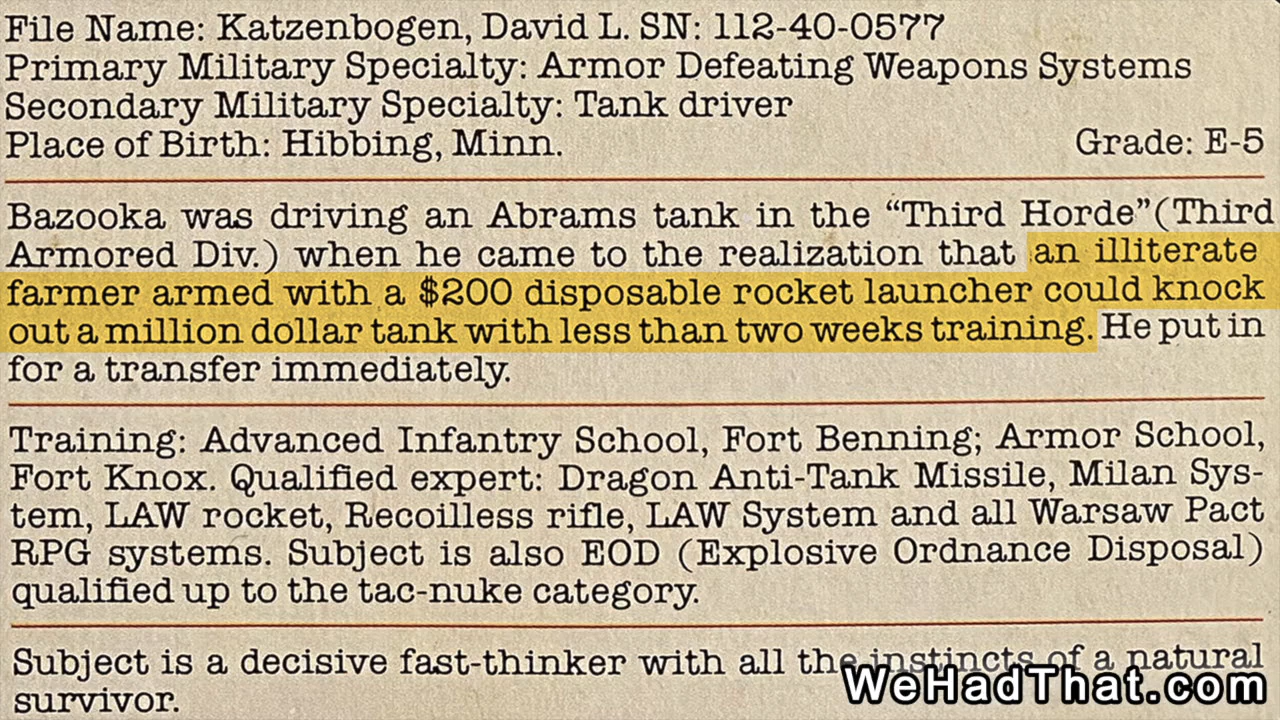 File Name: Katzenbogen, David L. SN: 112-40-0577
Primary Military Specialty: Armor Defeating Weapons Systems
Secondary Military Specialty: Tank driver
Place of Birth: Hibbing, Minn. Grade: E-5
Bazooka was driving an Abrams tank in the “Third Horde”(Third
Armored Div.) when he came to the realization that an illiterate
farmer armed with a $200 disposable rocket launcher could knock
out a million dollar tank with less than two weeks training. He put in
for a transfer immediately.
Training: Advanced Infantry School, Fort Benning; Armor School,
Fort Knox. Qualified expert: Dragon Anti-Tank Missile, Milan Sys-
tem, LAW rocket, Recoilless rifle, LAW System and all Warsaw Pact
RPG systems. Subject is also EOD (Explosive Ordnance Disposal)
qualified up to the tac-nuke category.
Subject is a decisive fast-thinker with all the instincts of a natural
survivor.
WeHadThat.com